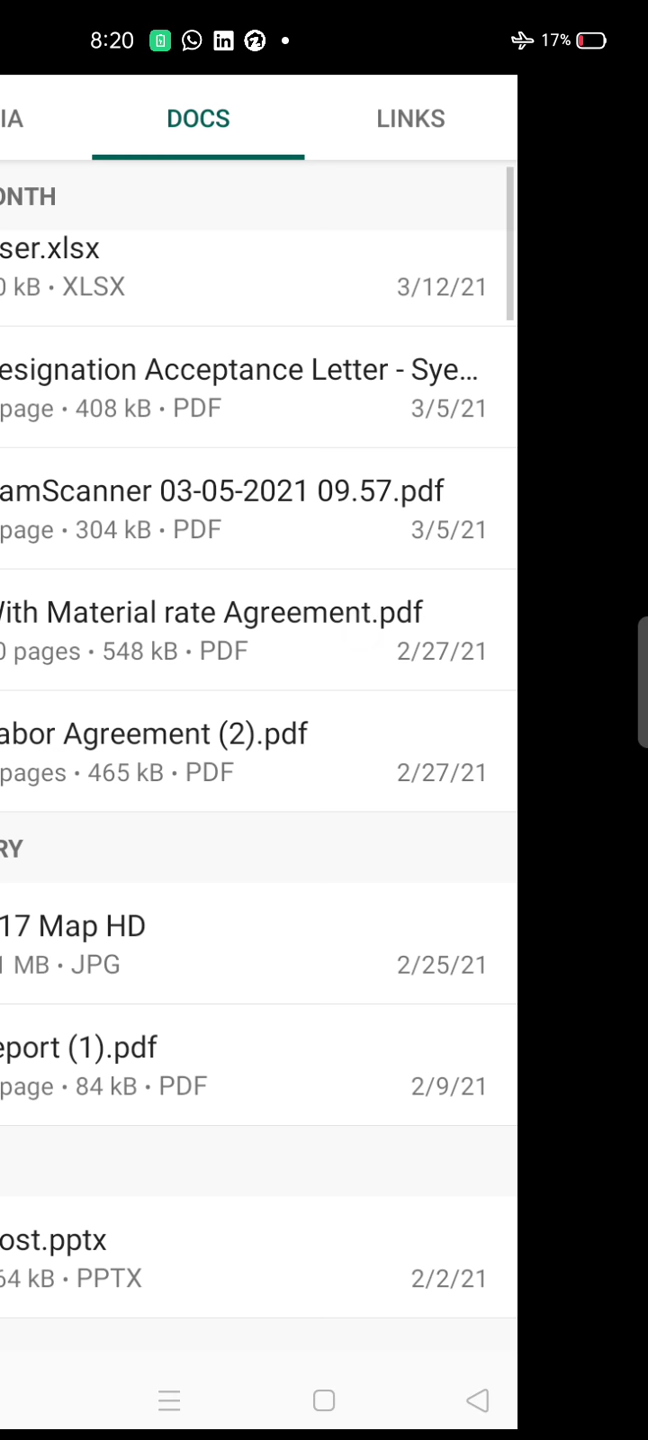 8:20 17%
IA DOCS LINKS
ONTH
ser.xlsx
0 kB • XLSX 3/12/21
esignation Acceptance Letter - Sye...
page • 408 kB • PDF 3/5/21
amScanner 03-05-2021 09.57.pdf
page • 304 kB • PDF 3/5/21
ith Material rate Agreement.pdf
0 pages • 548 kB • PDF 2/27/21
abor Agreement (2).pdf
pages • 465 kB • PDF 2/27/21
RY
17 Map HD
1 MB • JPG 2/25/21
eport (1).pdf
page • 84 kB • PDF 2/9/21
ost.pptx
64 kB • PPTX 2/2/21